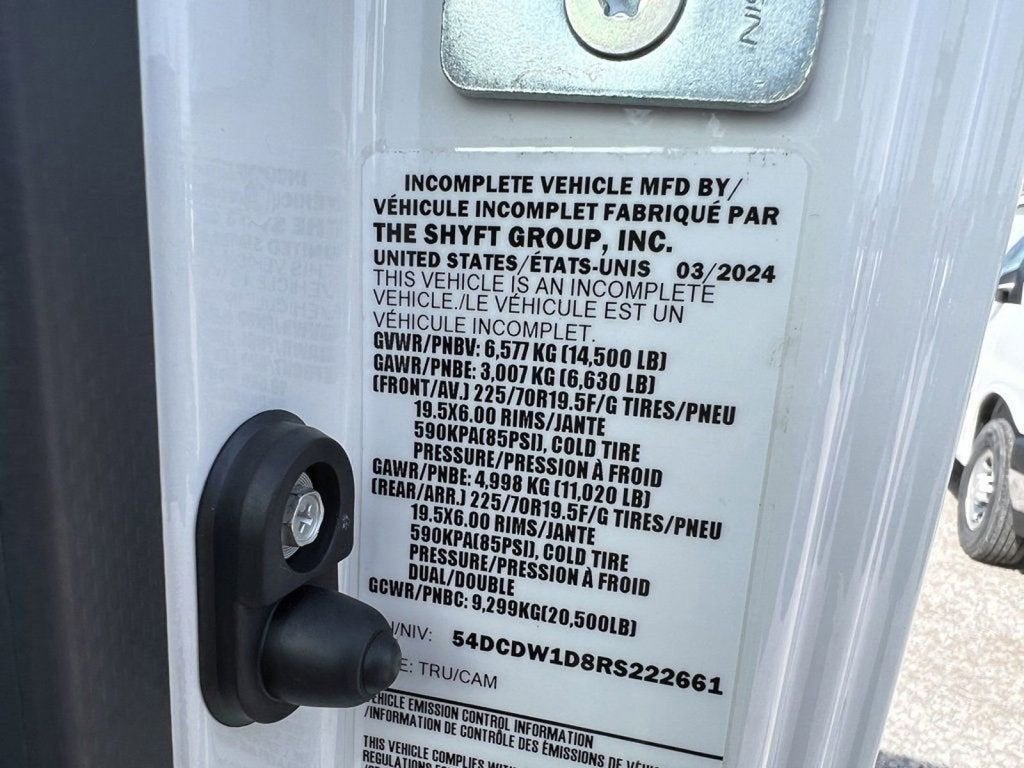 INCOMPLETE VEHICLE MFD BY/
VÉHICULE INCOMPLET FABRIQUÉ PAR
THE SHYFT GROUP, INC.
UNITED STATES/ÉTATS-UNIS 03/2024
THIS VEHICLE IS AN INCOMPLETE
VEHICLE./LE VÉHICULE EST UN
VÉHICULE INCOMPLET.
GVWR/PNBV: 6,577 KG (14,500 LB)
GAWR/PNBE: 3,007 KG (6,630 LB)
(FRONT/AV.) 225/70R19.5F/G TIRES/PNEU
19.5X6.00 RIMS/JANTE
590KPA(85PSI), COLD TIRE
PRESSURE/PRESSION À FROID
GAWR/PNBE: 4,998 KG (11,020 LB)
(REAR/ARR.) 225/70R19.5F/G TIRES/PNEU
19.5X6.00 RIMS/JANTE
590KPA(85PSI), COLD TIRE
PRESSURE/PRESSION À FROID
DUAL/DOUBLE
GCWR/PNBC: 9,299KG(20,500LB)
/NIV: 54DCDW1D8RS222661
: TRU/CAM
VEHICLE EMISSION CONTROL INFORMATION
/INFORMATION DE CONTRÔLE DES ÉMISSIONS DE
THIS VEHICLE COMPLIES
REGULATIONS